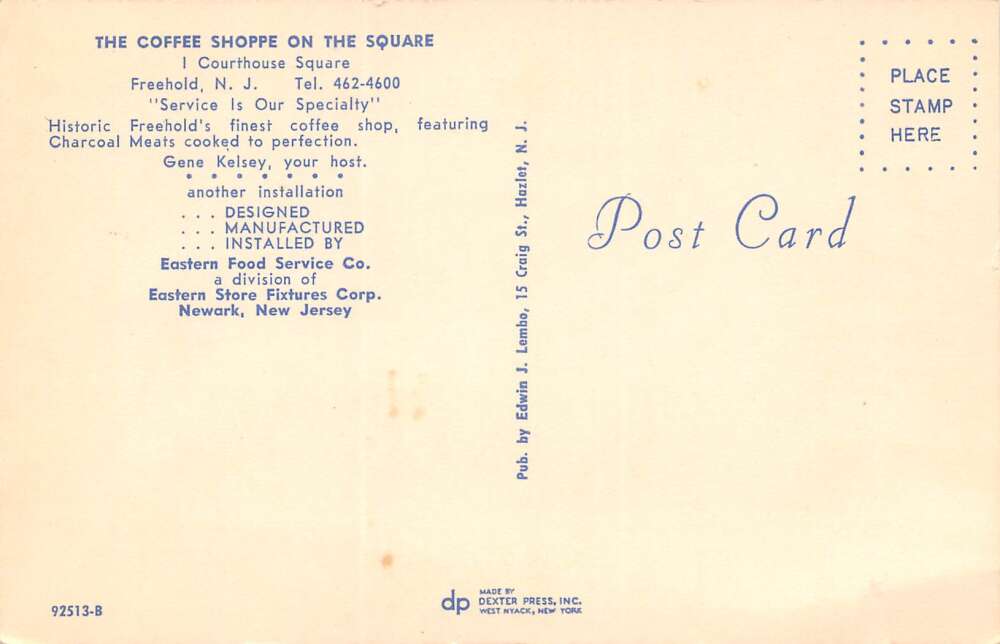 THE COFFEE SHOPPE ON THE SQUARE
1 Courthouse Square
Freehold, N. J. Tel. 462-4600
"Service Is Our Specialty"
Historic Freehold's finest coffee shop, featuring
Charcoal Meats cooked to perfection.
Gene Kelsey, your host.
• • • • • • •
another installation
. . . DESIGNED
. . . MANUFACTURED
. . . INSTALLED BY
Eastern Food Service Co.
a division of
Eastern Store Fixtures Corp.
Newark, New Jersey
92513-B
Pub. by Edwin J. Lembo, 15 Craig St., Hazlet, N. J.
dp
MADE BY
DEXTER PRESS, INC.
WEST NYACK, NEW YORK
PLACE
STAMP
HERE
Post Card